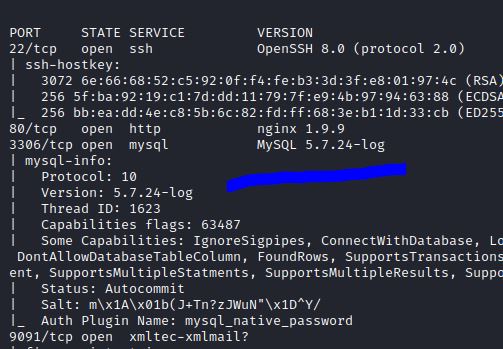 PORT STATE SERVICE VERSION
22/tcp open ssh OpenSSH 8.0 (protocol 2.0)
| ssh-hostkey:
| 3072 6e:66:68:52:c5:92:0f:f4:fe:b3:3d:3f:e8:01:97:4c (RSA)
| 256 5f:ba:92:19:c1:7d:dd:11:79:7f:e9:4b:97:94:63:88 (ECDSA
|_ 256 bb:ea:dd:4e:c8:5b:6c:82:fd:ff:68:3e:b1:1d:33:cb (ED255
80/tcp open http nginx 1.9.9
3306/tcp open mysql MySQL 5.7.24-log
| mysql-info:
| Protocol: 10
| Version: 5.7.24-log
| Thread ID: 1623
| Capabilities flags: 63487
| Some Capabilities: IgnoreSigpipes, ConnectWithDatabase, Lo
DontAllowDatabaseTableColumn, FoundRows, SupportsTransactions
ent, SupportsMultipleStatments, SupportsMultipleResults, Suppo
| Status: Autocommit
| Salt: m\x1A\x01b(J+Tn?zJWuN"\x1D^Y/
|_ Auth Plugin Name: mysql_native_password
9091/tcp open xmltec-xmlmail?